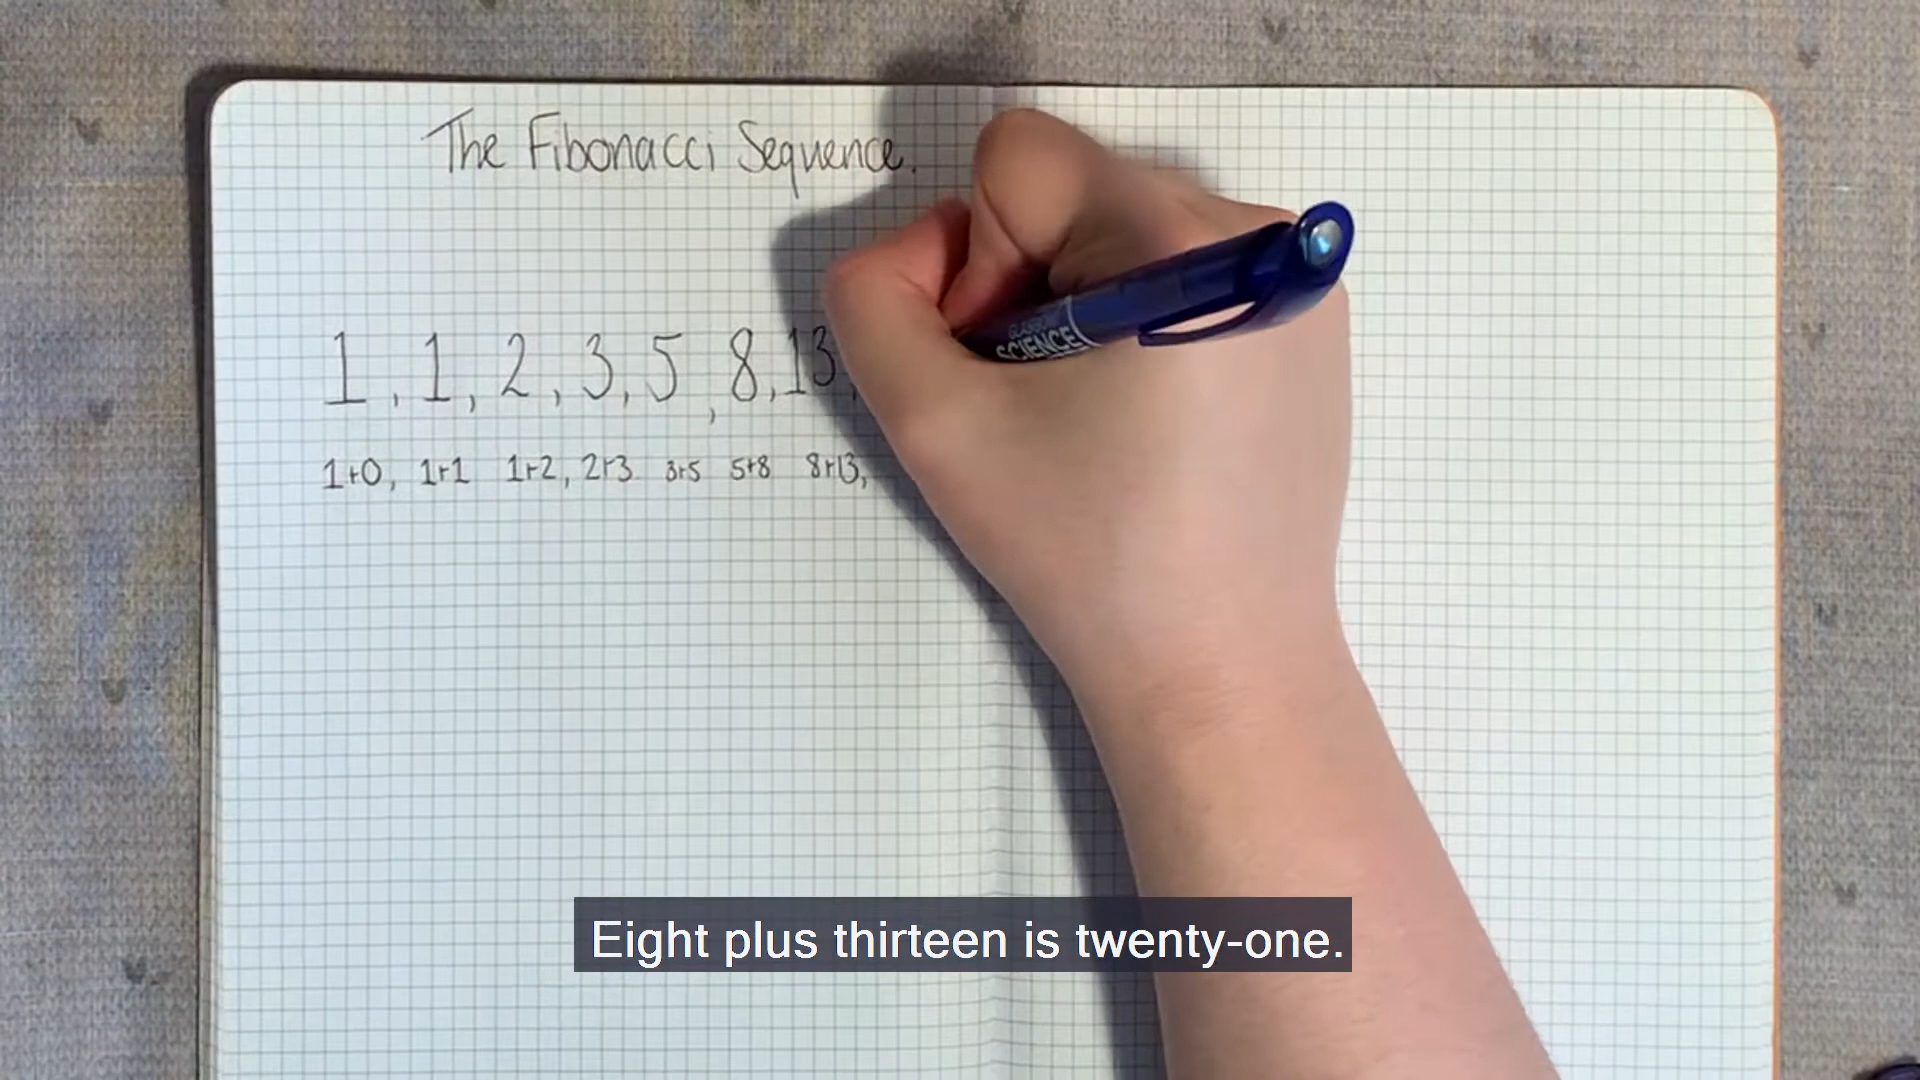 The Fibonacci Sequence.
1, 1, 2, 3, 5, 8, 13,
1+0, 1+1 1+2, 2+3 3+5 5+8 8+13,
SCIENCE
Eight plus thirteen is twenty-one.